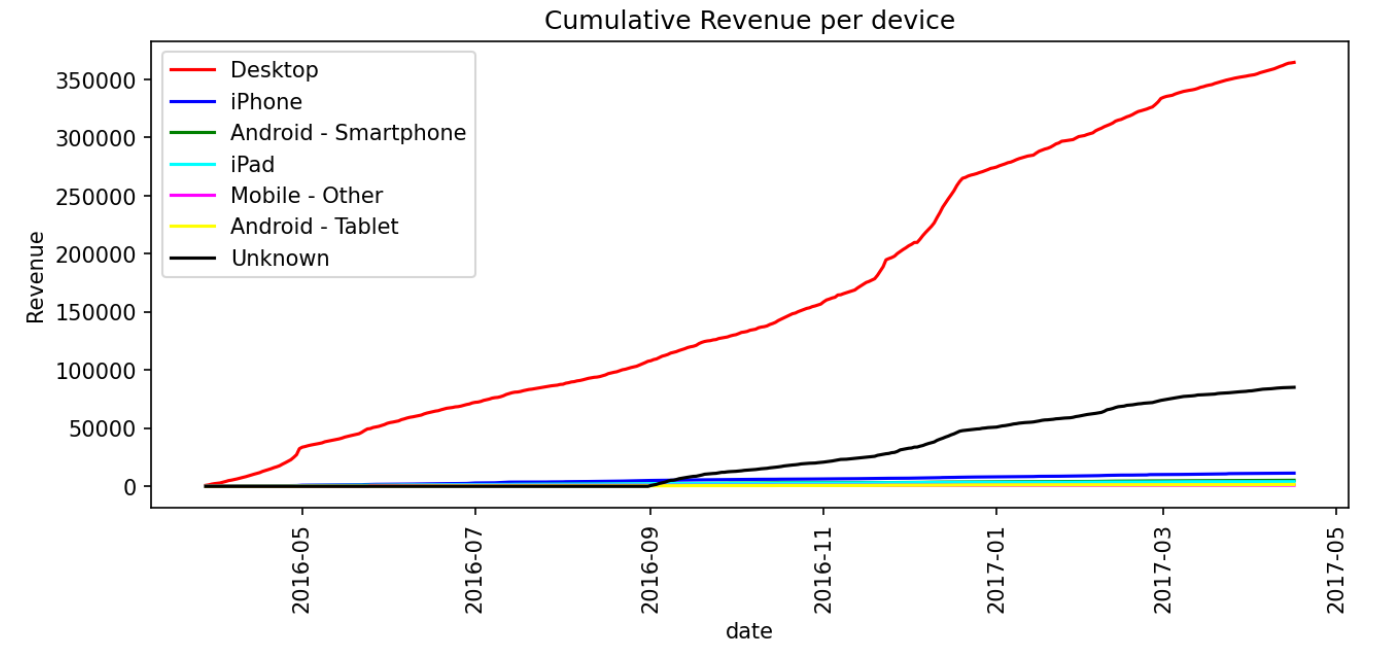 Cumulative Revenue per device
Desktop
iPhone
Android - Smartphone
iPad
Mobile - Other
Android - Tablet
Unknown
Revenue
350000
300000
250000
200000
150000
100000
50000
0
2016-05
2016-07
2016-09
2016-11
2017-01
2017-03
2017-05
date